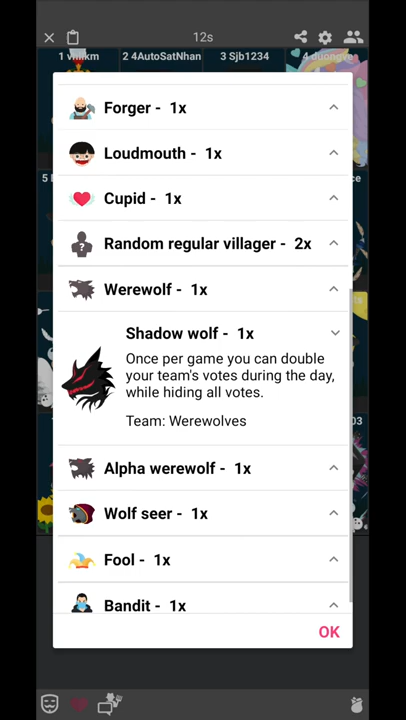 12s
1 vmikm 2 4AutoSatNhan 3 Sjb1234 4 duongve
Forger - 1x
Loudmouth - 1x
Cupid - 1x
Random regular villager - 2x
Werewolf - 1x
Shadow wolf - 1x
Once per game you can double
your team's votes during the day,
while hiding all votes.
Team: Werewolves
Alpha werewolf - 1x
Wolf seer - 1x
Fool - 1x
Bandit - 1x
OK